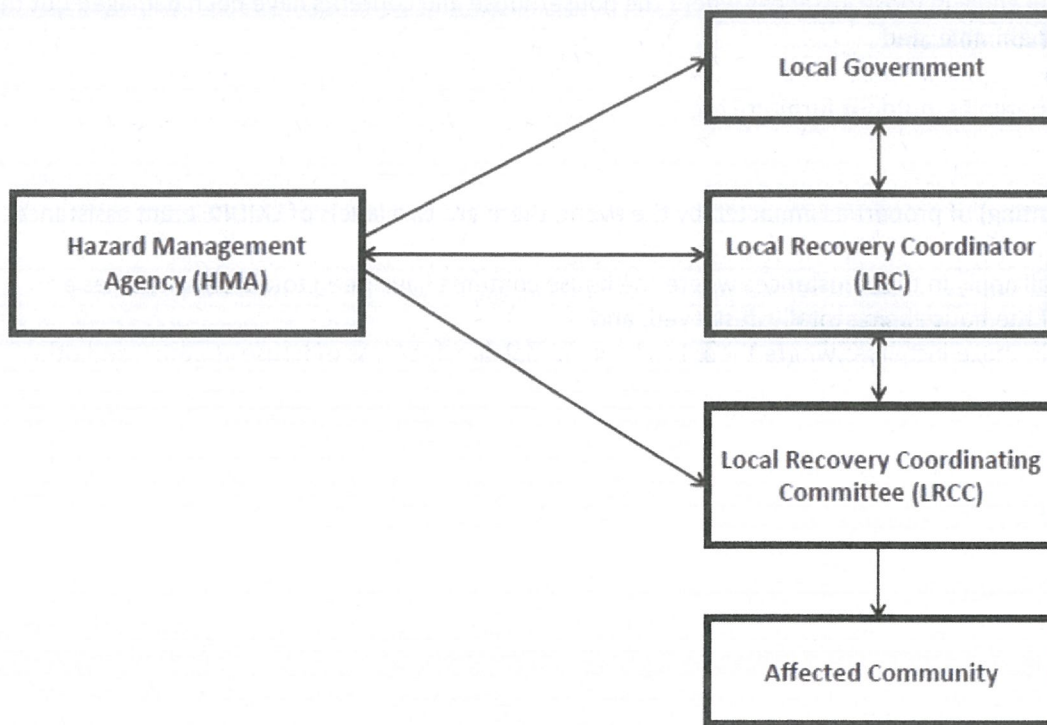 Local Government
Hazard Management
Agency (HMA)
Local Recovery Coordinator
(LRC)
Local Recovery Coordinating
Committee (LRCC)
Affected Community